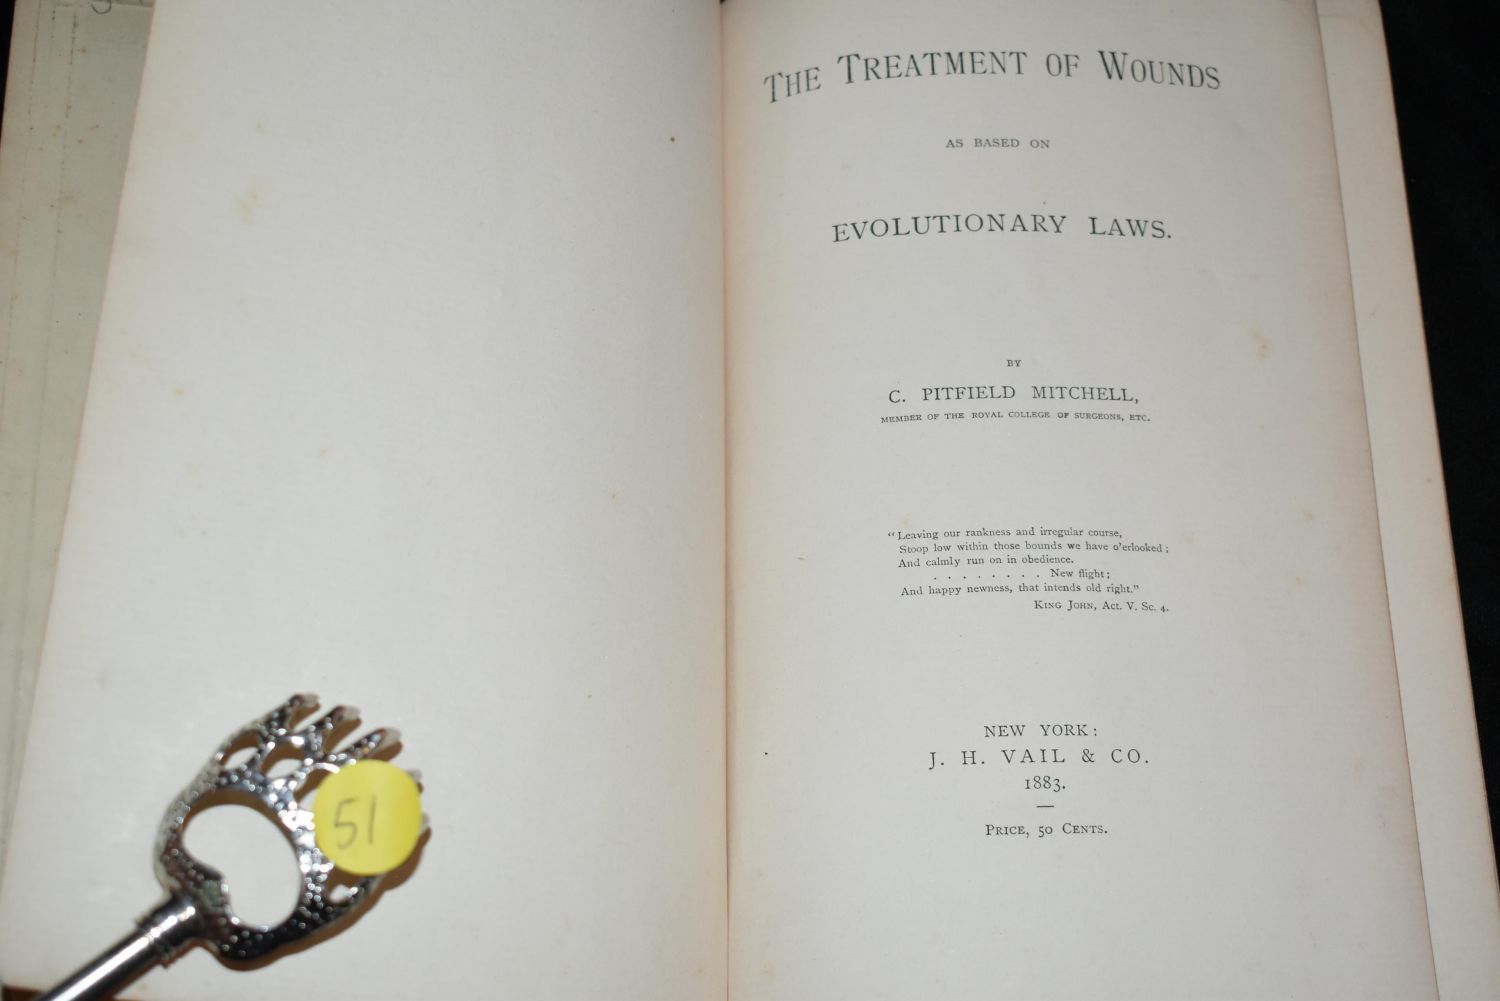 THE TREATMENT OF WOUNDS
AS BASED ON
EVOLUTIONARY LAWS.
BY
C. PITFIELD MITCHELL,
MEMBER OF THE ROYAL COLLEGE OF SURGEONS, ETC.
"Leaving our rankness and irregular course,
Stoop low within those bounds we have o'erlooked;
And calmly run on in obedience.
. . . . . . . . New flight;
And happy newness, that intends old right."
KING JOHN, Act. V. Sc. 4.
NEW YORK:
J. H. VAIL & CO.
1883.
PRICE, 50 CENTS.
51